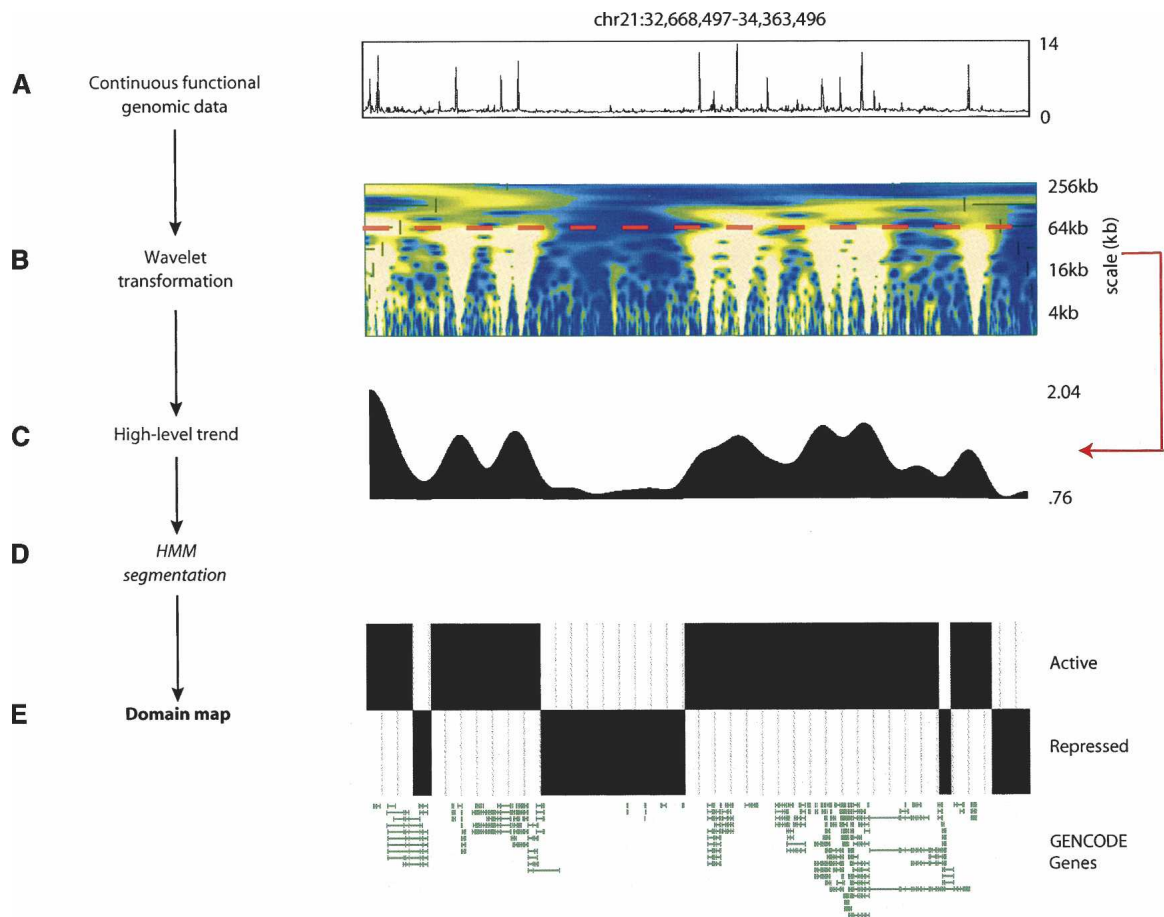 chr21:32,668,497-34,363,496
A
Continuous functional
genomic data
14
0
B
Wavelet
transformation
256kb
64kb
16kb
4kb
scale (kb)
C
High-level trend
2.04
.76
D
HMM
segmentation
E
Domain map
Active
Repressed
GENCODE
Genes